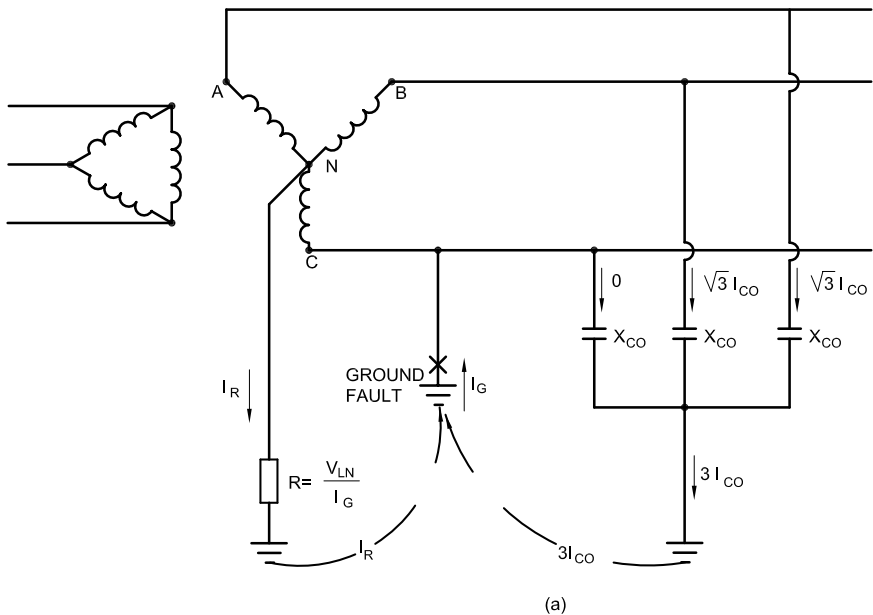 A
B
N
C
0
√3 I_CO
√3 I_CO
X_CO
X_CO
X_CO
GROUND
FAULT
I_G
I_R
R= V_LN / I_G
3 I_CO
I_R
3I_CO
(a)